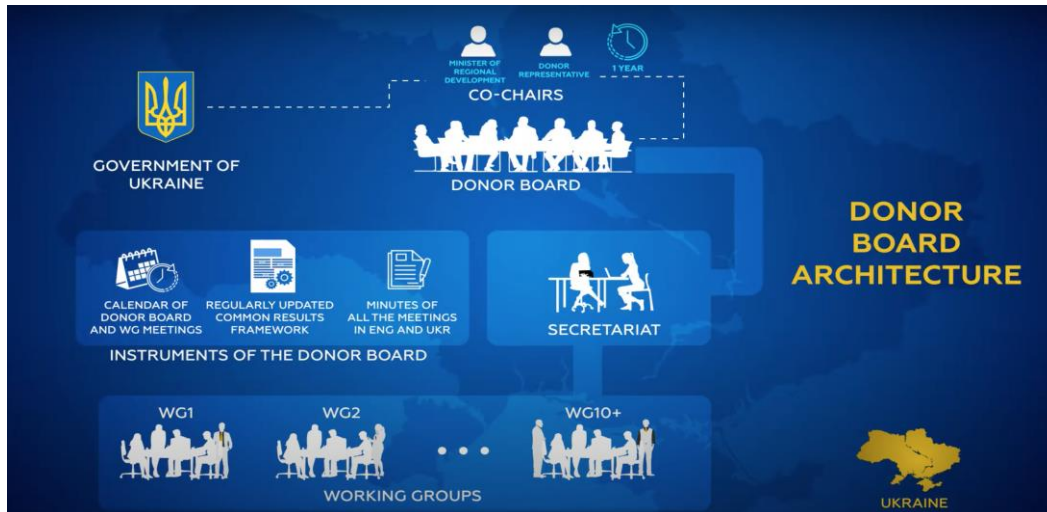 MINISTER OF
REGIONAL
DEVELOPMENT
DONOR
REPRESENTATIVE
1 YEAR
CO-CHAIRS
GOVERNMENT OF
UKRAINE
DONOR BOARD
DONOR
BOARD
ARCHITECTURE
CALENDAR OF
DONOR BOARD
AND WG MEETINGS
REGULARLY UPDATED
COMMON RESULTS
FRAMEWORK
MINUTES OF
ALL THE MEETINGS
IN ENG AND UKR
INSTRUMENTS OF THE DONOR BOARD
SECRETARIAT
WG1
WG2
WG10+
WORKING GROUPS
UKRAINE